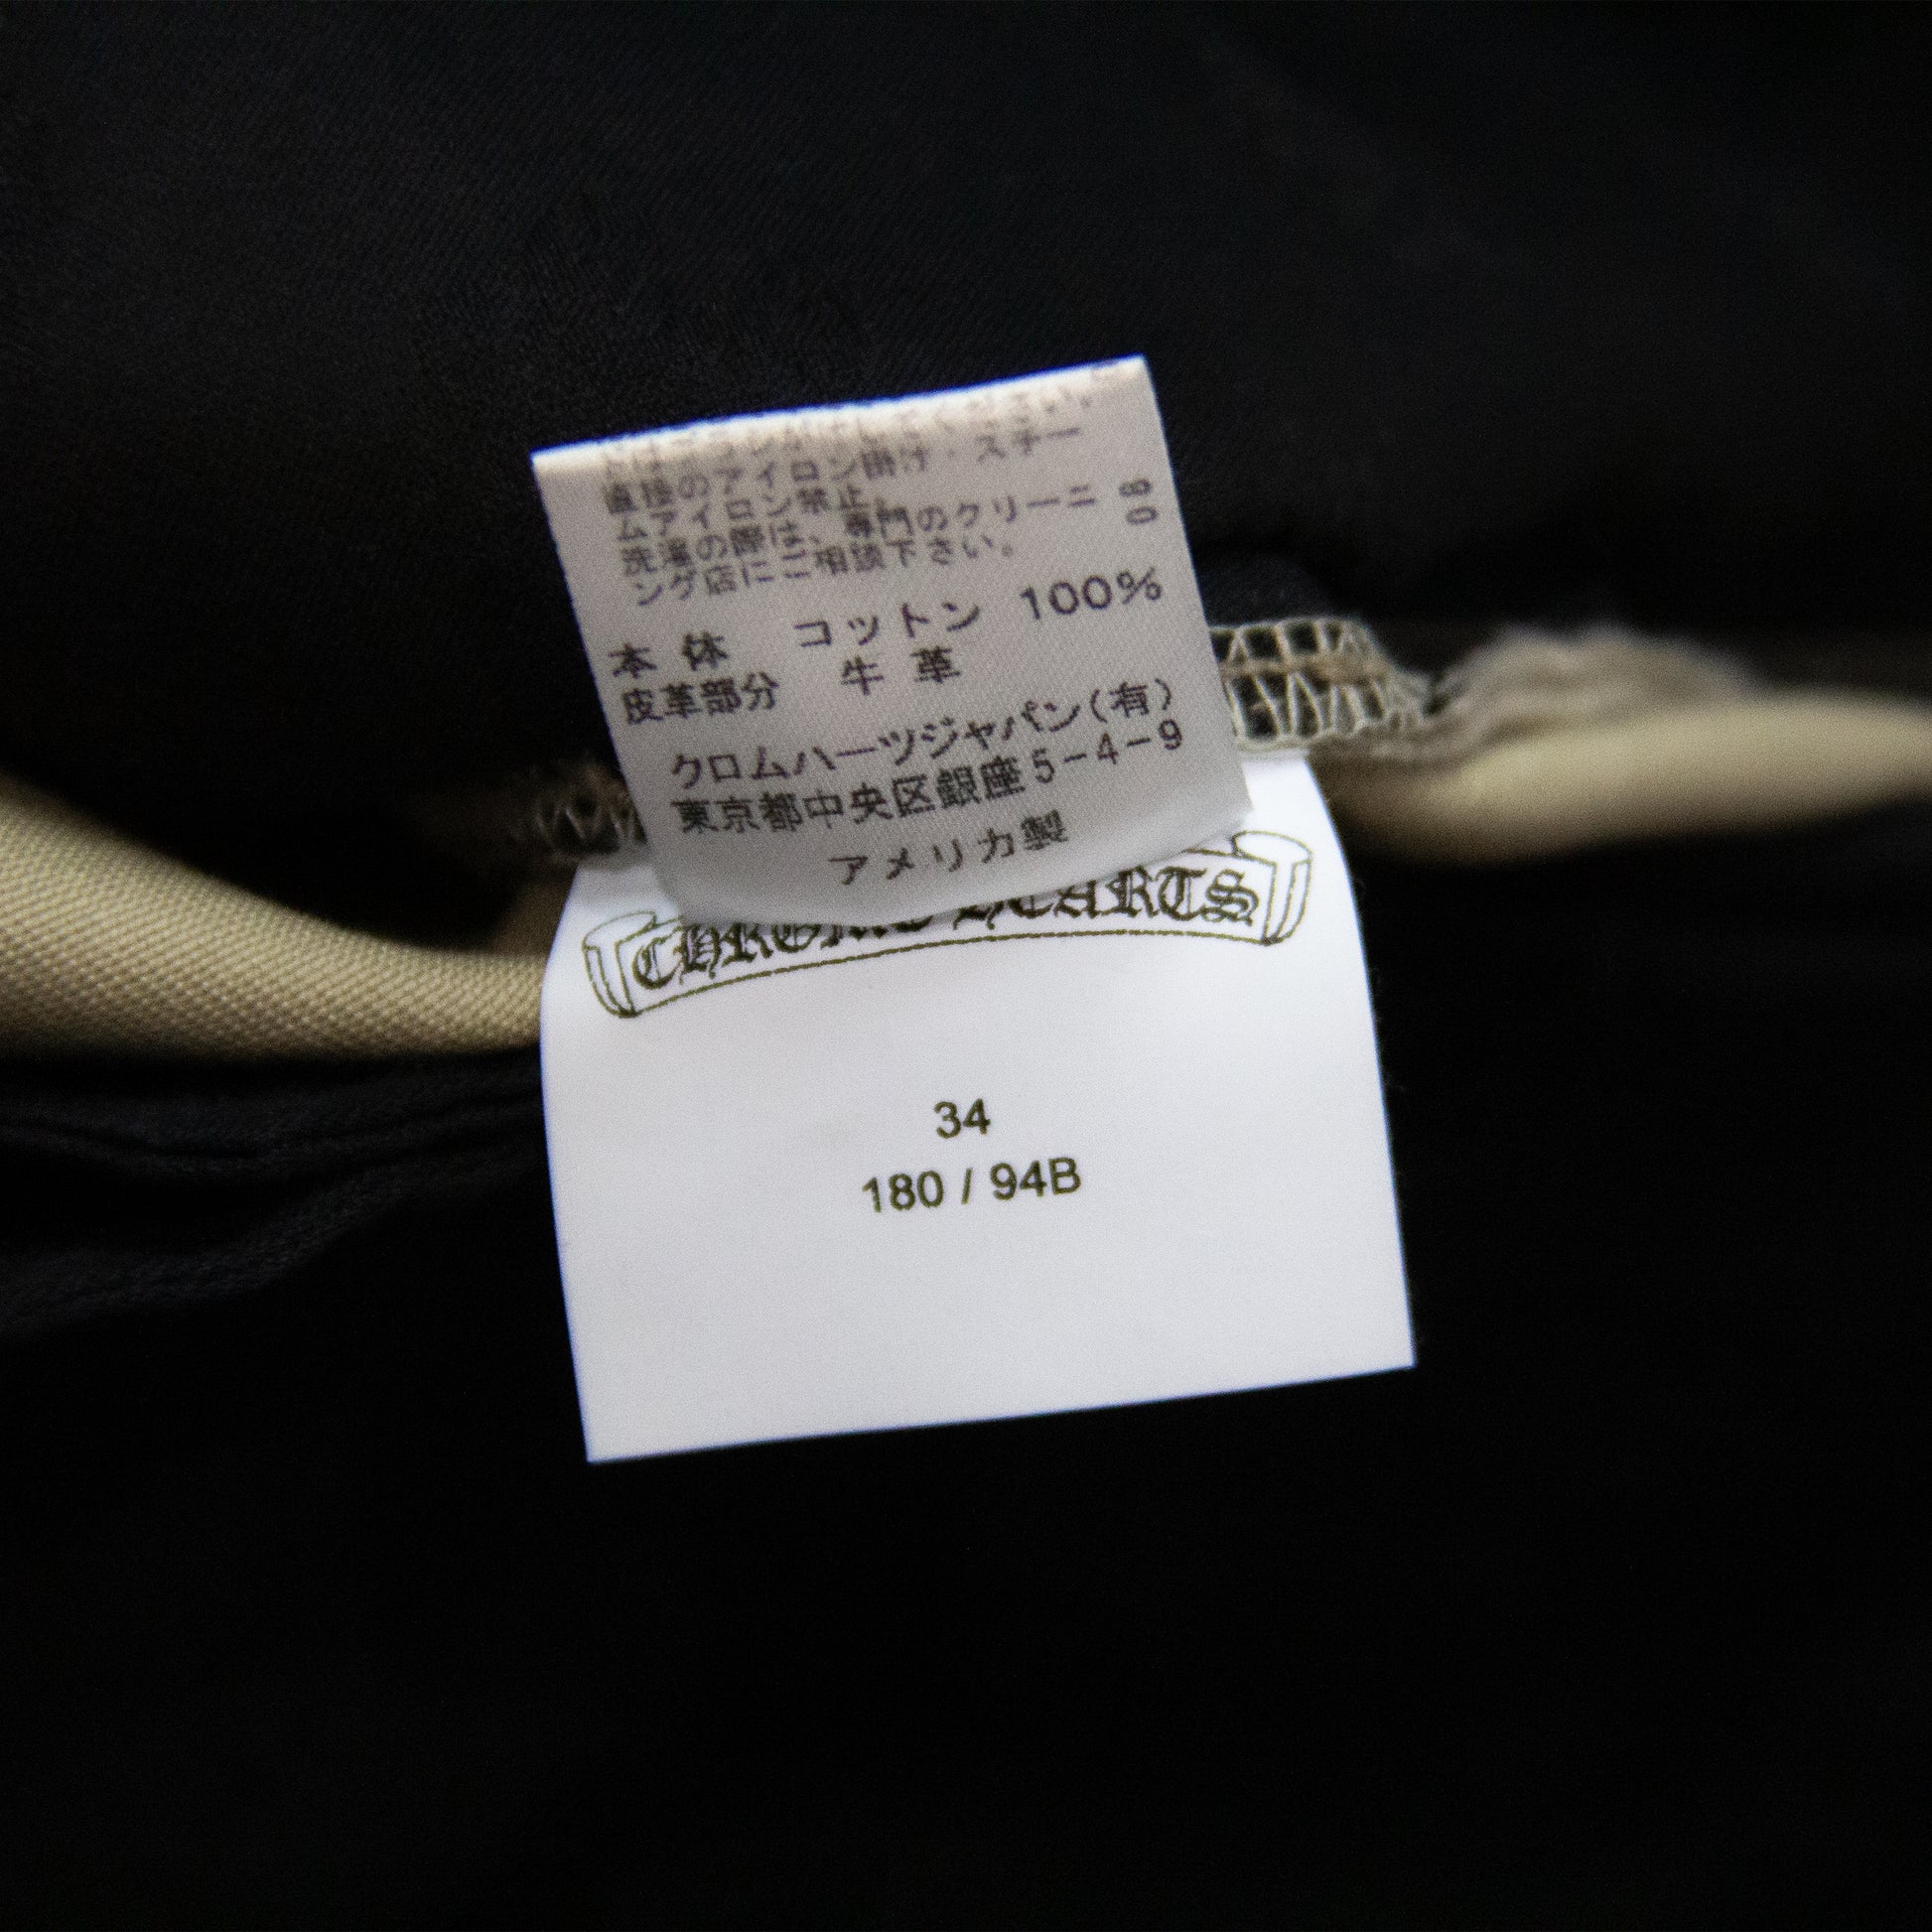 直接のアイロン掛け・スチー
ムアイロン禁止。
洗濯の際は、専門のクリーニ
ング店にご相談下さい。
90
本 体 コットン 100%
皮革部分 牛 革
クロムハーツジャパン(有)
東京都中央区銀座5-4-9
アメリカ製
CHROME HEARTS
34
180 / 94B